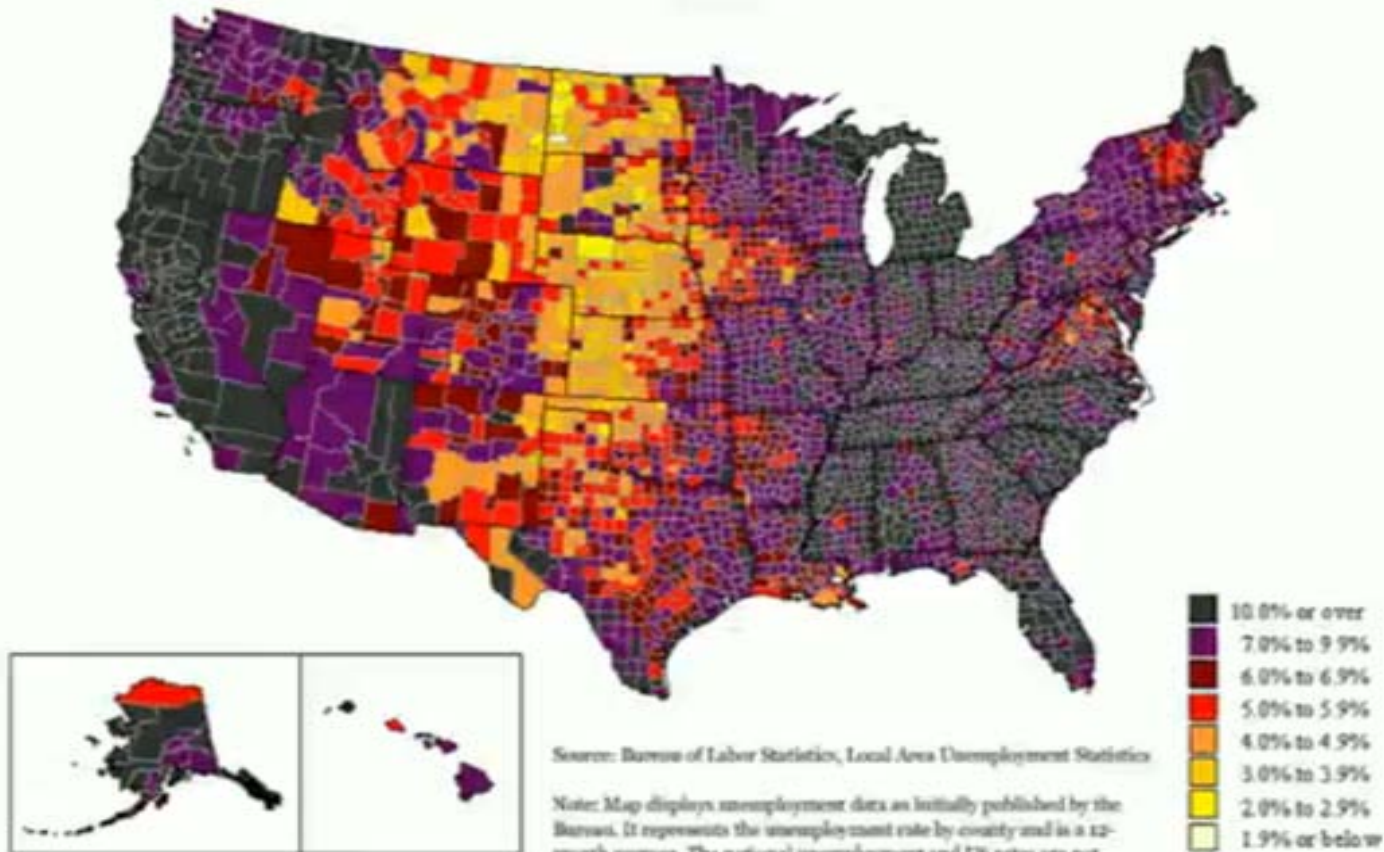 10.0% or over
7.0% to 9.9%
6.0% to 6.9%
5.0% to 5.9%
4.0% to 4.9%
3.0% to 3.9%
2.0% to 2.9%
1.9% or below
Source: Bureau of Labor Statistics, Local Area Unemployment Statistics
Note: Map displays unemployment data as initially published by the
Bureau. It represents the unemployment rate by county and is a 12-